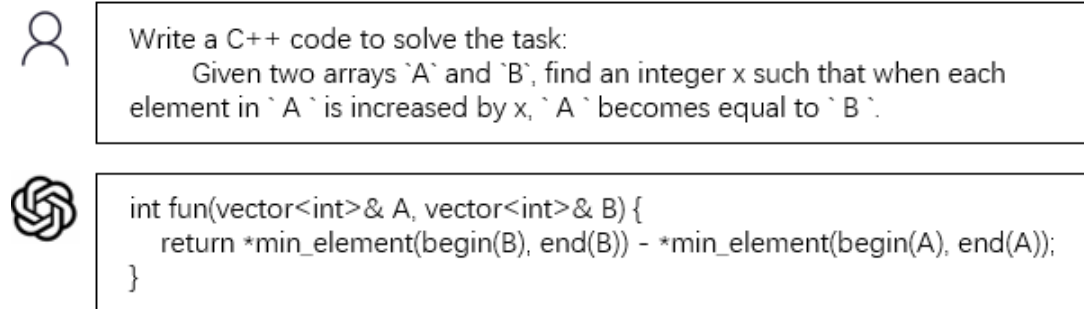 Write a C++ code to solve the task:
Given two arrays `A` and `B`, find an integer x such that when each
element in ` A ` is increased by x, ` A ` becomes equal to ` B `.
int fun(vector<int>& A, vector<int>& B) {
return *min_element(begin(B), end(B)) - *min_element(begin(A), end(A));
}